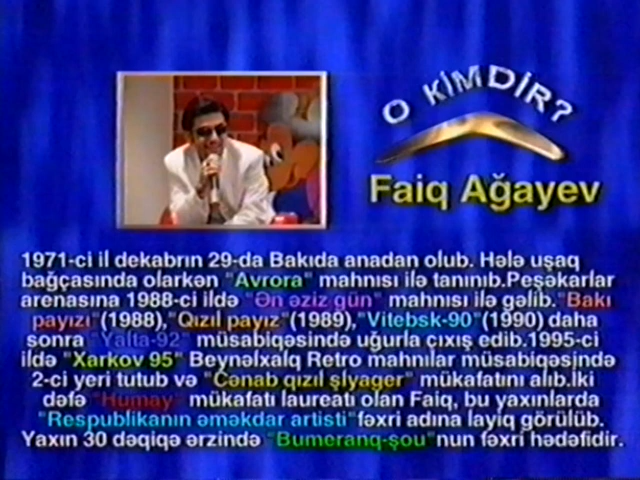 O KİMDİR?
Faiq Ağayev
1971-ci il dekabrın 29-da Bakıda anadan olub. Hələ uşaq
bağçasında olarkən "Avrora" mahnısı ilə tanınıb.Peşəkarlar
arenasına 1988-ci ildə "Ən əziz gün" mahnısı ilə gəlib."Bakı
payızı"(1988),"Qızıl payız"(1989),"Vitebsk-90"(1990) daha
sonra "Yalta-92" müsabiqəsində uğurla çıxış edib.1995-ci
ildə "Xarkov 95" Beynəlxalq Retro mahnılar müsabiqəsində
2-ci yeri tutub və "Cənab qızıl şlyager" mükafatını alıb.İki
dəfə "Humay" mükafatı laureatı olan Faiq, bu yaxınlarda
"Respublikanın əməkdar artisti"fəxri adına layiq görülüb.
Yaxın 30 dəqiqə ərzində "Bumeranq-şou"nun fəxri hədəfidir.